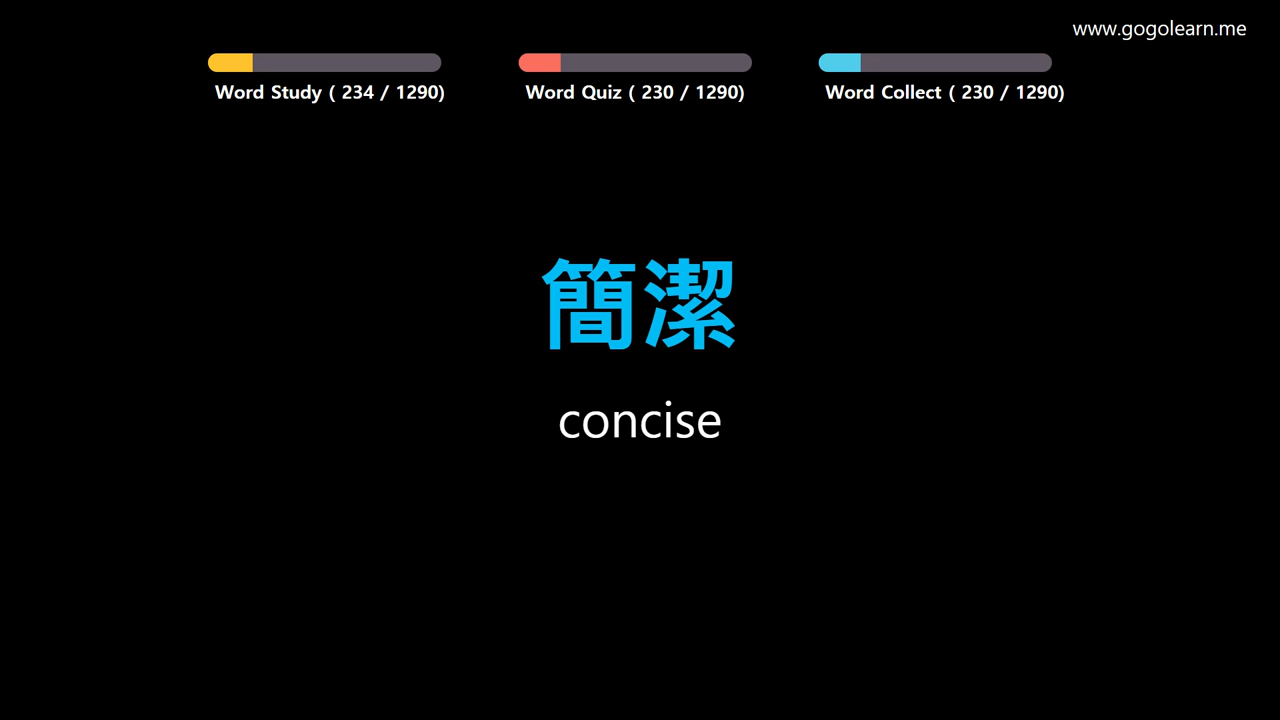 www.gogolearn.me
Word Study ( 234 / 1290)
Word Quiz ( 230 / 1290)
Word Collect ( 230 / 1290)
簡潔
concise